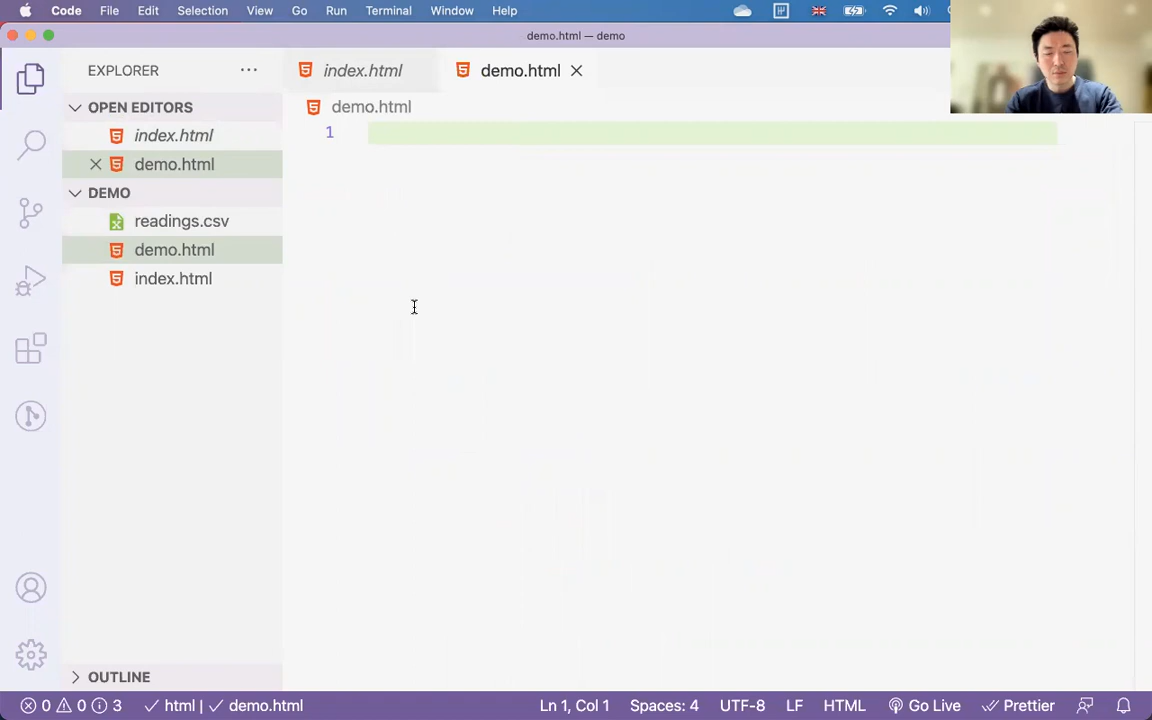 Code File Edit Selection View Go Run Terminal Window Help
demo.html — demo
EXPLORER
index.html
demo.html
OPEN EDITORS
index.html
demo.html
DEMO
readings.csv
demo.html
index.html
OUTLINE
demo.html
1
0 0 3 html | demo.html Ln 1, Col 1 Spaces: 4 UTF-8 LF HTML Go Live Prettier